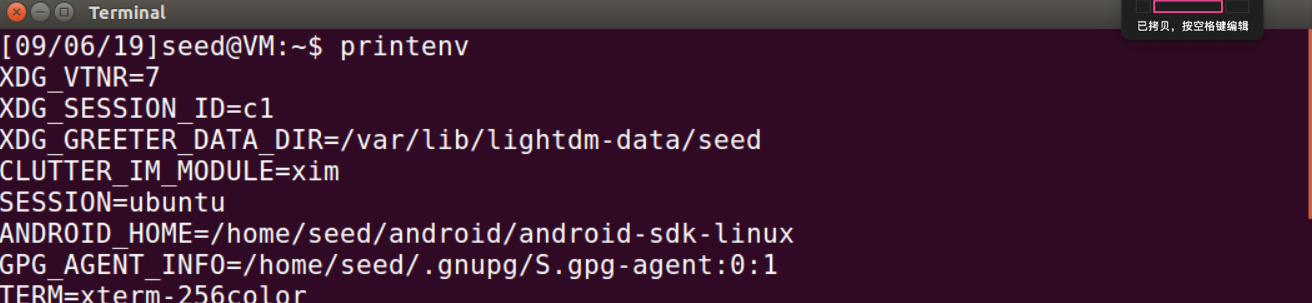 Terminal
已拷贝，按空格键编辑
[09/06/19]seed@VM:~$ printenv
XDG_VTNR=7
XDG_SESSION_ID=c1
XDG_GREETER_DATA_DIR=/var/lib/lightdm-data/seed
CLUTTER_IM_MODULE=xim
SESSION=ubuntu
ANDROID_HOME=/home/seed/android/android-sdk-linux
GPG_AGENT_INFO=/home/seed/.gnupg/S.gpg-agent:0:1
TERM=xterm-256color